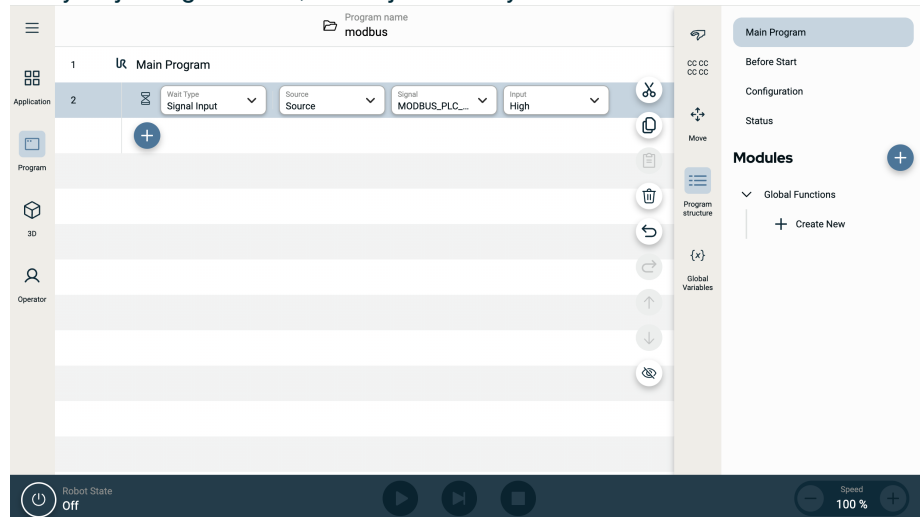 Program name
modbus
Main Program
Before Start
Configuration
Status
Modules
Global Functions
Create New
Application
Program
3D
Operator
1 UR Main Program
2 Wait Type Signal Input Source Source Signal MODBUS_PLC_... Input High
CC CC
CC CC
Move
Program
structure
{x}
Global
Variables
Robot State
Off
Speed
100 %